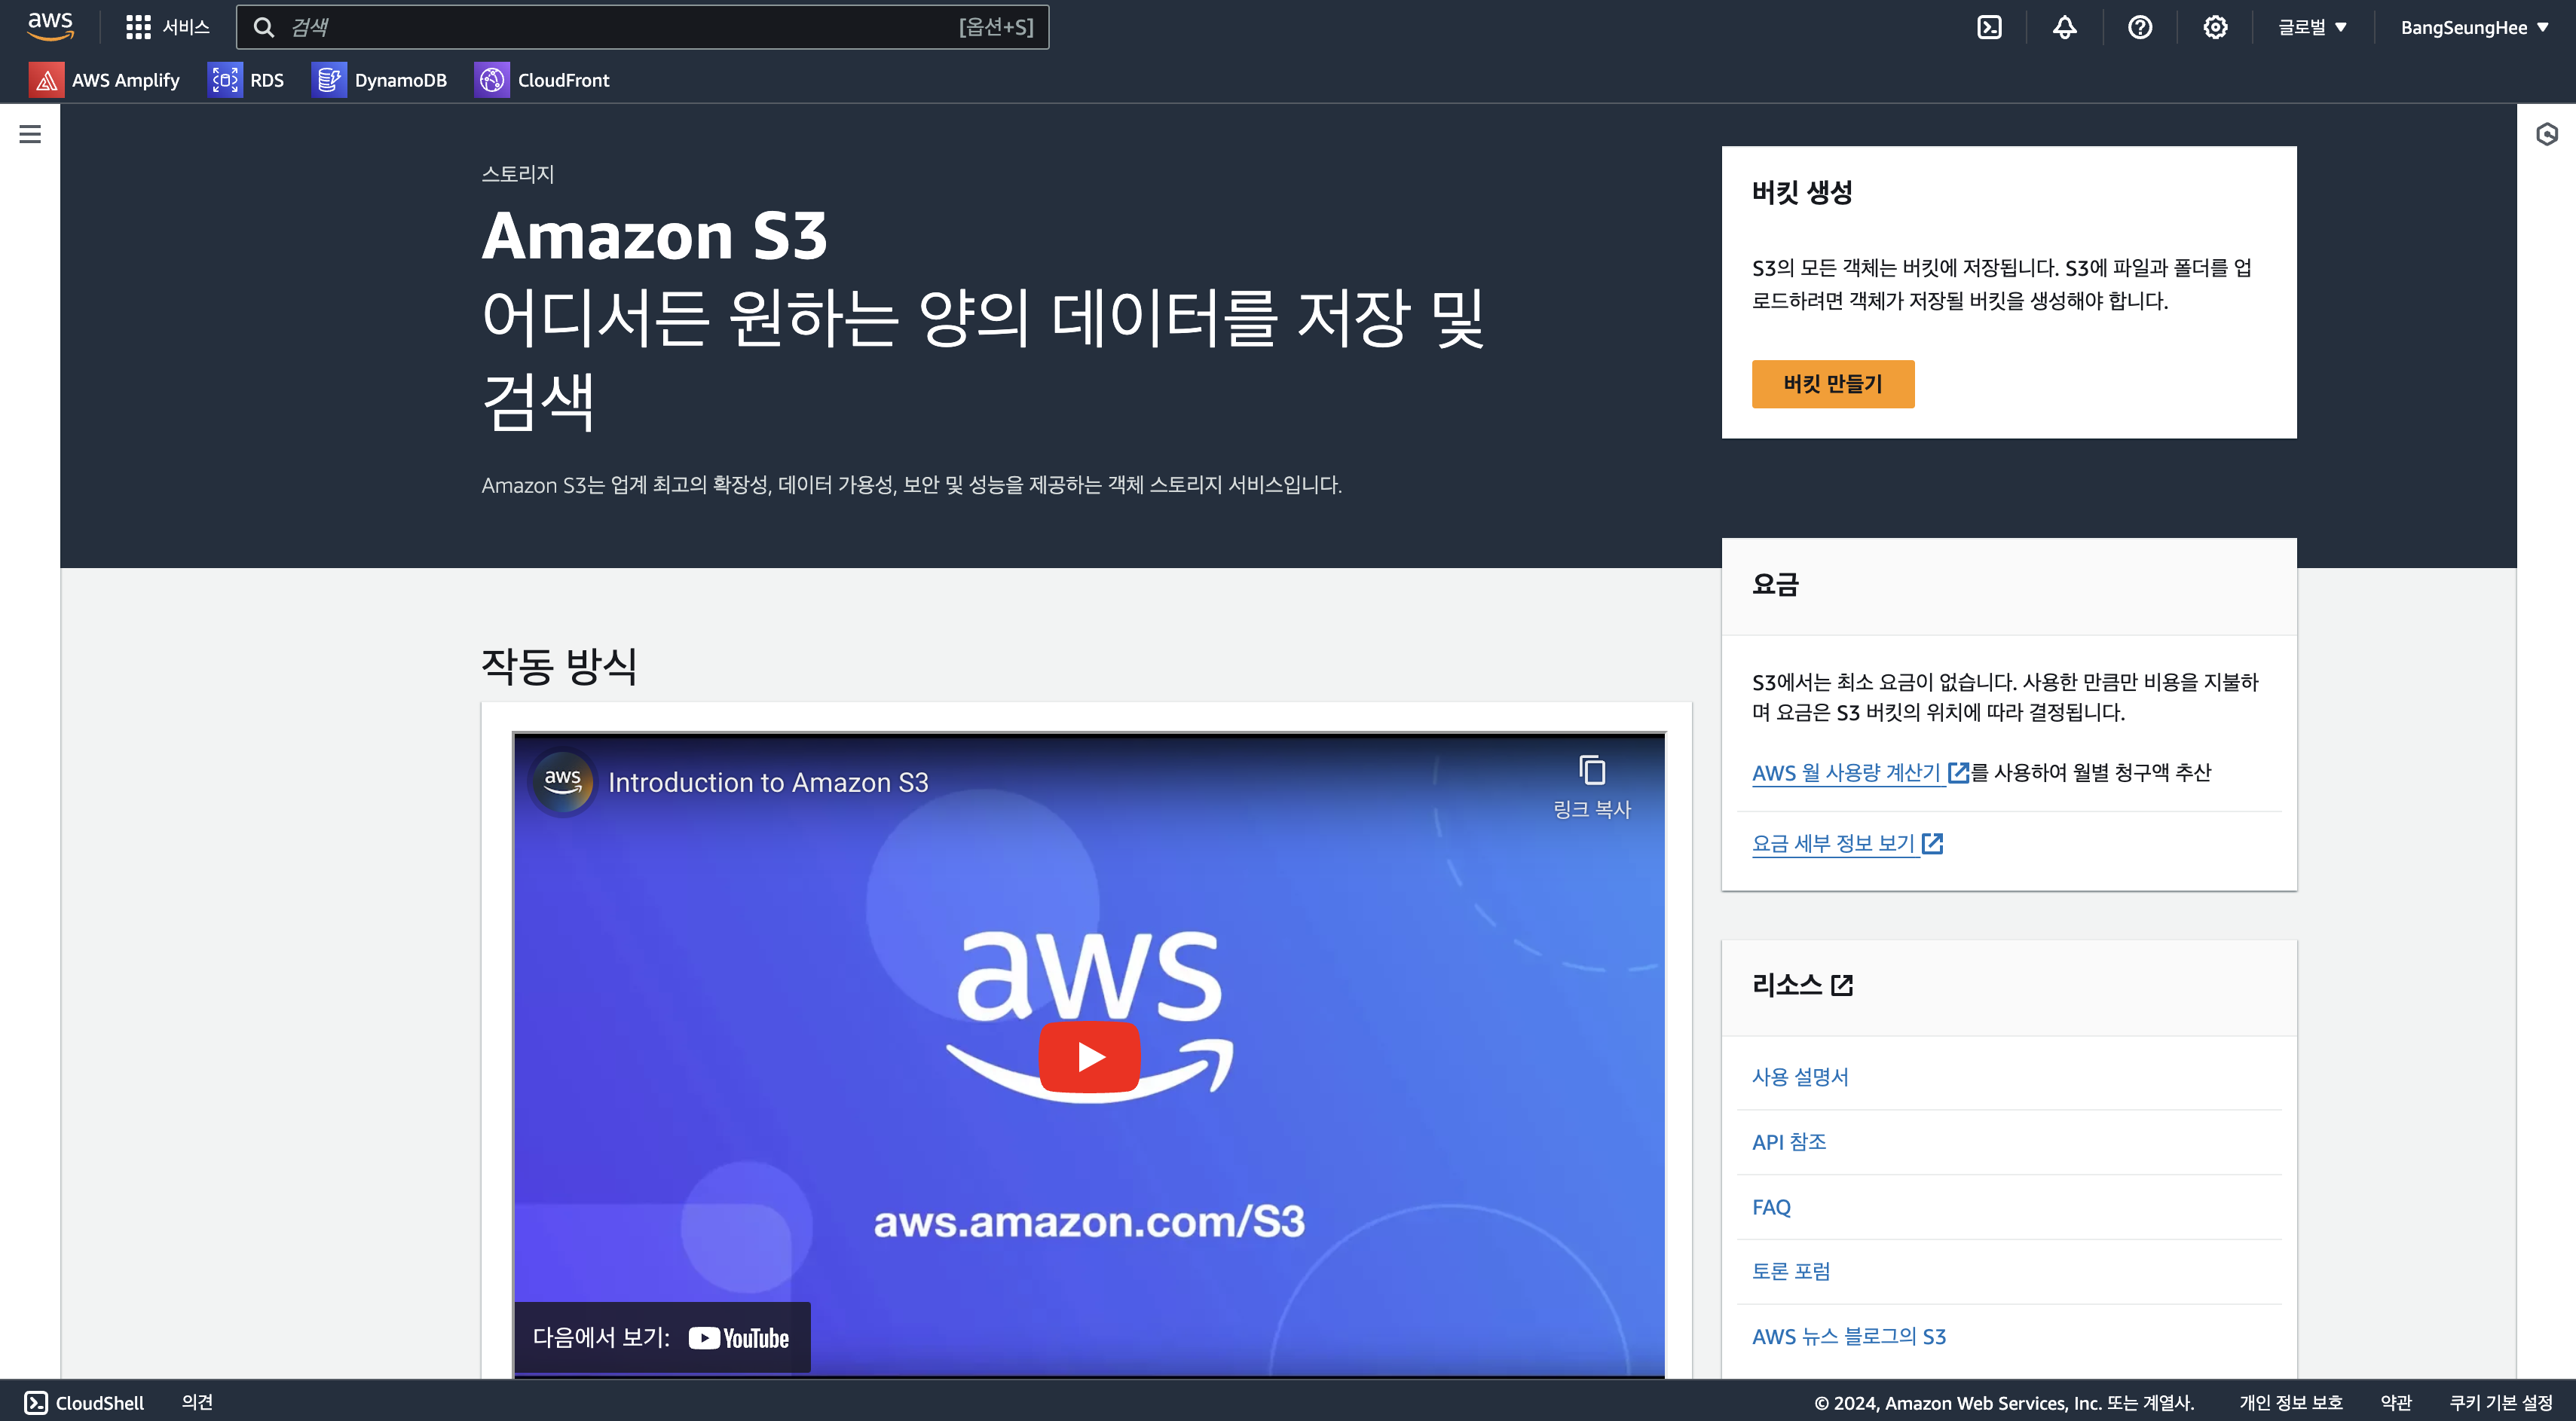 aws
서비스
검색
[옵션+S]
글로벌
BangSeungHee
AWS Amplify
RDS
DynamoDB
CloudFront
스토리지
Amazon S3
어디서든 원하는 양의 데이터를 저장 및
검색
Amazon S3는 업계 최고의 확장성, 데이터 가용성, 보안 및 성능을 제공하는 객체 스토리지 서비스입니다.
버킷 생성
S3의 모든 객체는 버킷에 저장됩니다. S3에 파일과 폴더를 업
로드하려면 객체가 저장될 버킷을 생성해야 합니다.
버킷 만들기
요금
S3에서는 최소 요금이 없습니다. 사용한 만큼만 비용을 지불하
며 요금은 S3 버킷의 위치에 따라 결정됩니다.
AWS 월 사용량 계산기를 사용하여 월별 청구액 추산
요금 세부 정보 보기
작동 방식
aws
Introduction to Amazon S3
링크 복사
aws
aws.amazon.com/S3
다음에서 보기: YouTube
리소스
사용 설명서
API 참조
FAQ
토론 포럼
AWS 뉴스 블로그의 S3
CloudShell
의견
© 2024, Amazon Web Services, Inc. 또는 계열사.
개인 정보 보호
약관
쿠키 기본 설정